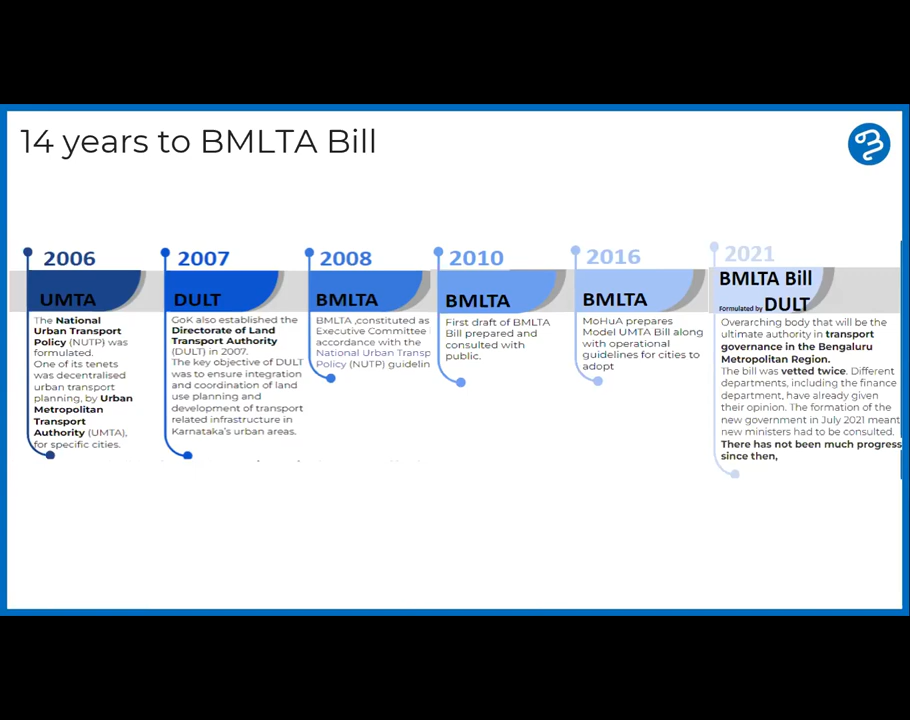 14 years to BMLTA Bill
2006
UMTA
The National
Urban Transport
Policy (NUTP) was
formulated.
One of its tenets
was decentralised
urban transport
planning, by Urban
Metropolitan
Transport
Authority (UMTA),
for specific cities.
2007
DULT
GoK also established the
Directorate of Land
Transport Authority
(DULT) in 2007.
The key objective of DULT
was to ensure integration
and coordination of land
use planning and
development of transport
related infrastructure in
Karnataka's urban areas.
2008
BMLTA
BMLTA ,constituted as
Executive Committee
accordance with the
National Urban Transp
Policy (NUTP) guidelin
2010
BMLTA
First draft of BMLTA
Bill prepared and
consulted with
public.
2016
BMLTA
MoHuA prepares
Model UMTA Bill along
with operational
guidelines for cities to
adopt
2021
BMLTA Bill
Formulated by DULT
Overarching body that will be the
ultimate authority in transport
governance in the Bengaluru
Metropolitan Region.
The bill was vetted twice. Different
departments, including the finance
department, have already given
their opinion. The formation of the
new government in July 2021 meant
new ministers had to be consulted.
There has not been much progress
since then,